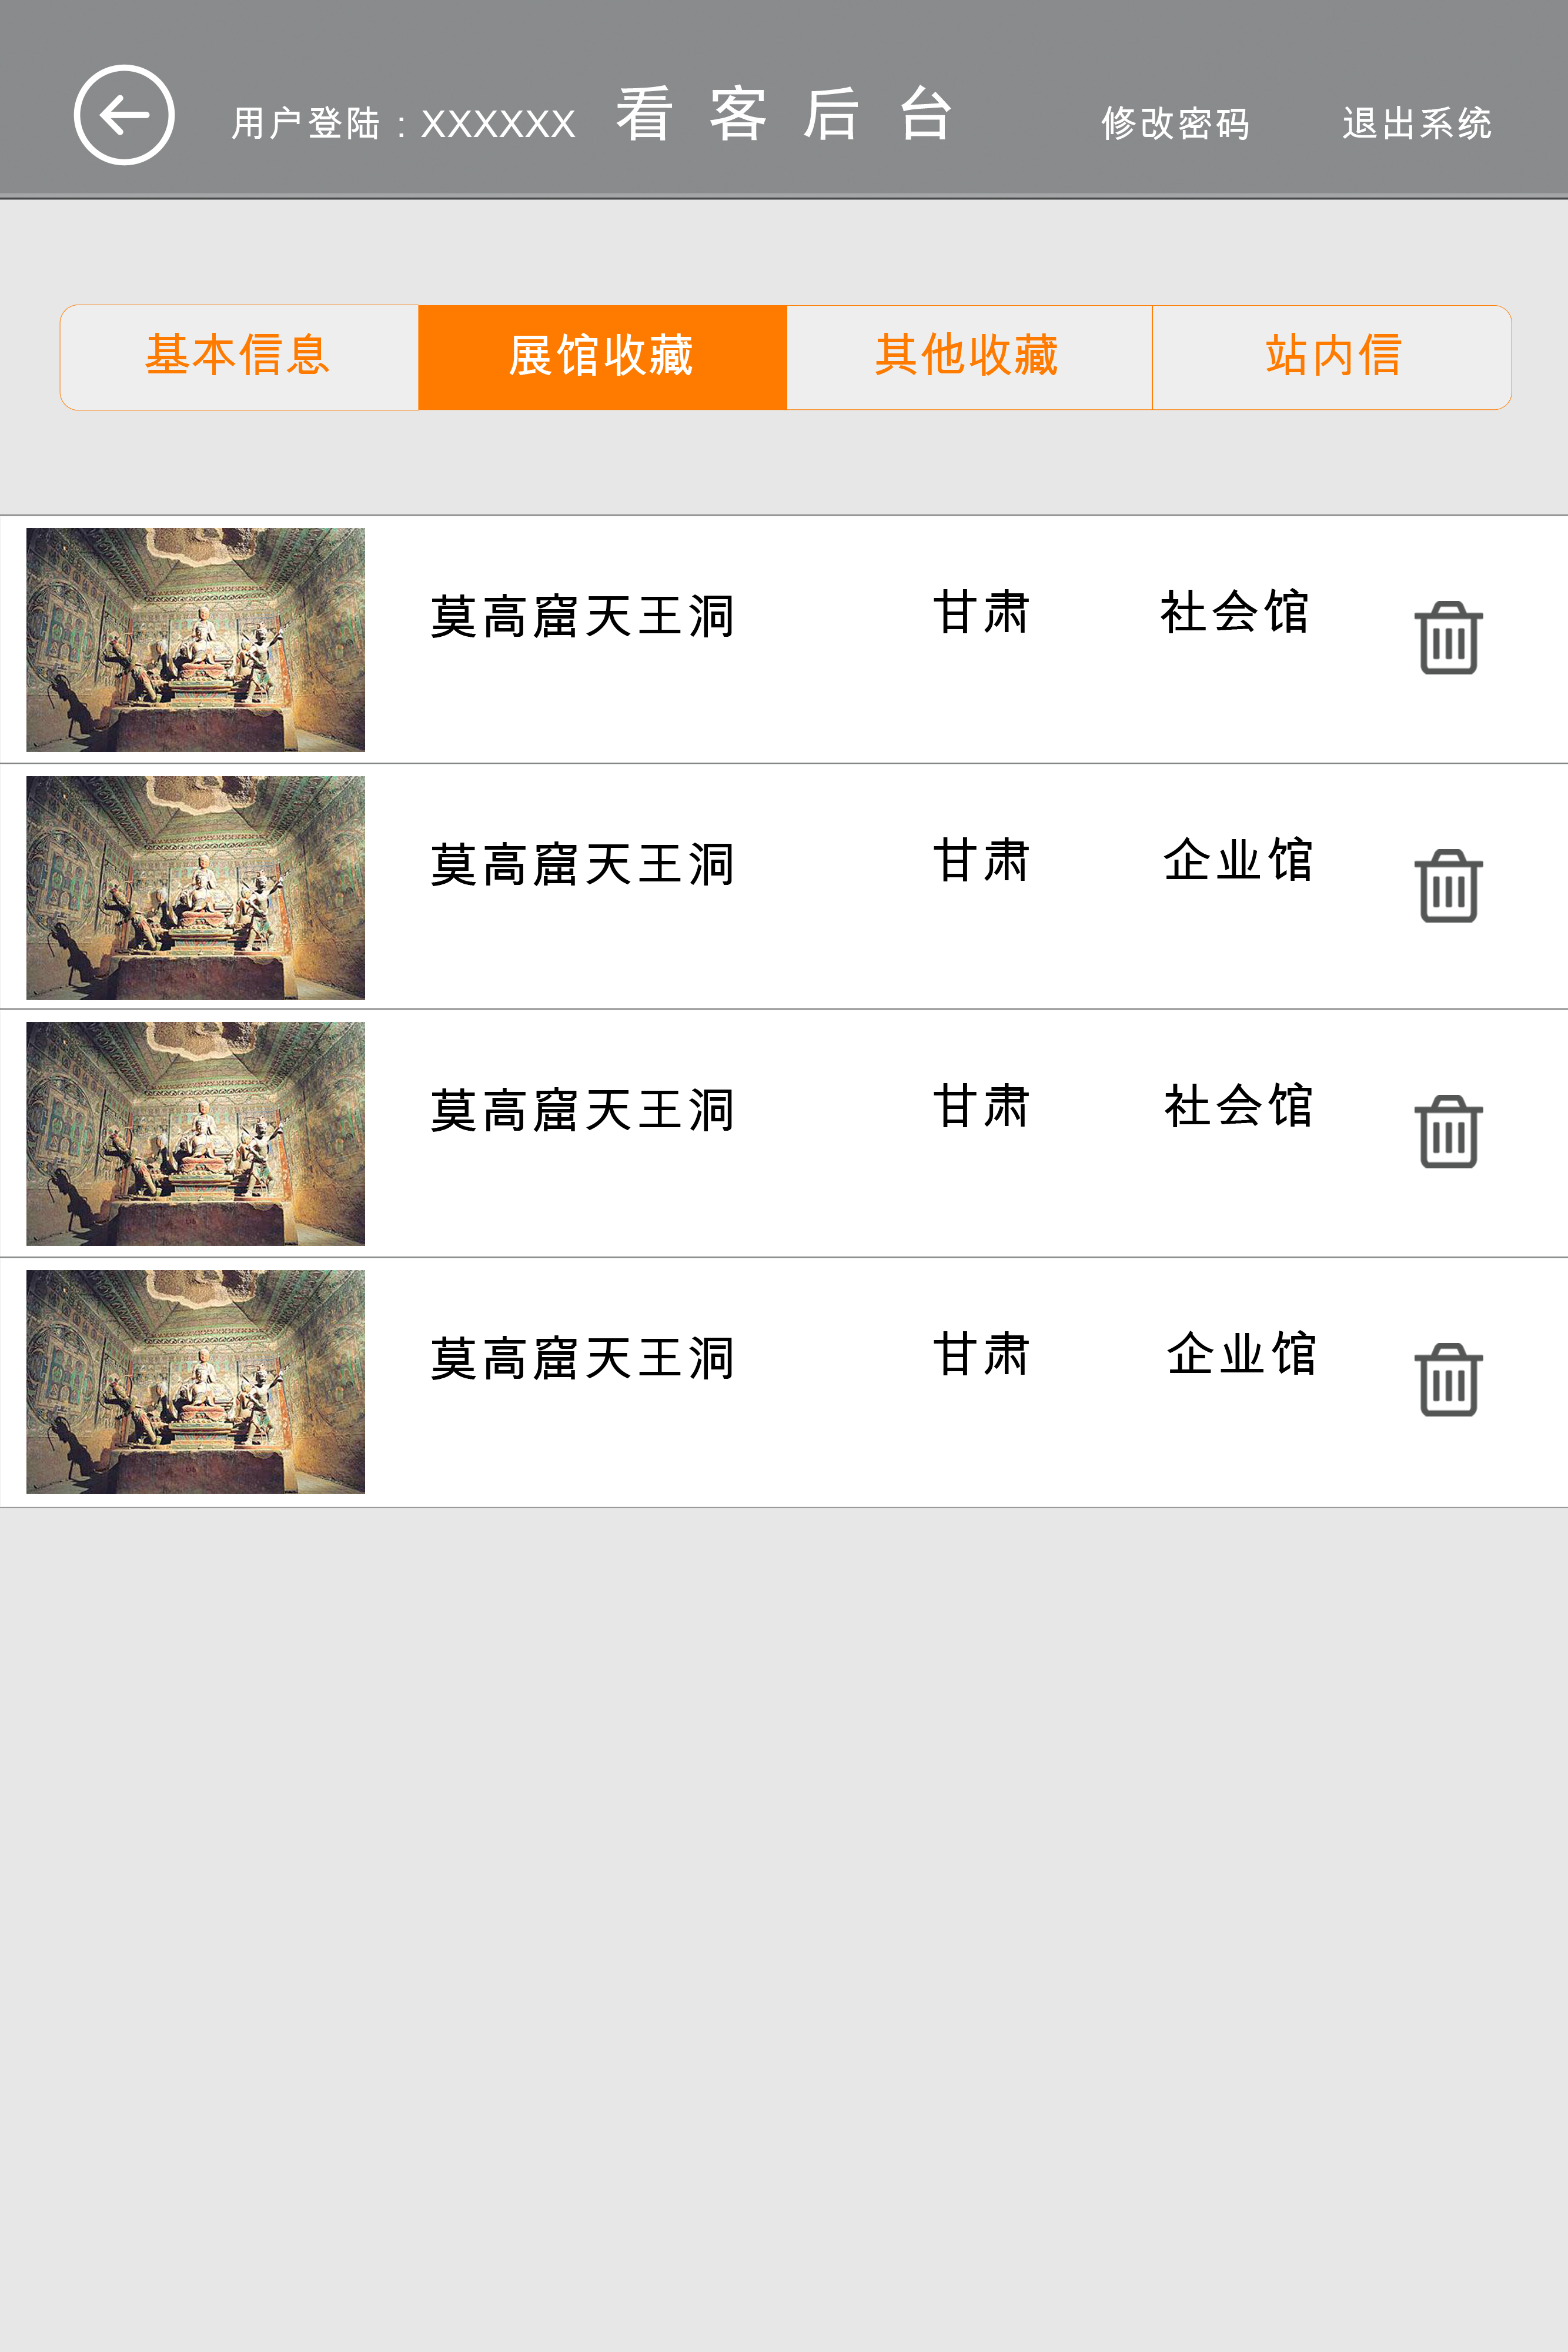 用户登陆：XXXXXX 看客后台 修改密码 退出系统
基本信息 展馆收藏 其他收藏 站内信
莫高窟天王洞 甘肃 社会馆
莫高窟天王洞 甘肃 企业馆
莫高窟天王洞 甘肃 社会馆
莫高窟天王洞 甘肃 企业馆